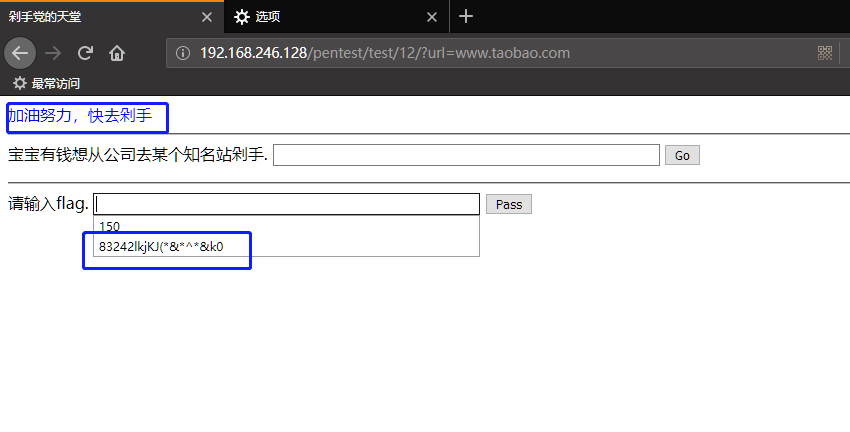 剁手党的天堂
选项
192.168.246.128/pentest/test/12/?url=www.taobao.com
最常访问
加油努力，快去剁手
宝宝有钱想从公司去某个知名站剁手. Go
请输入flag. Pass
150
83242lkjKJ(*&*^*&k0